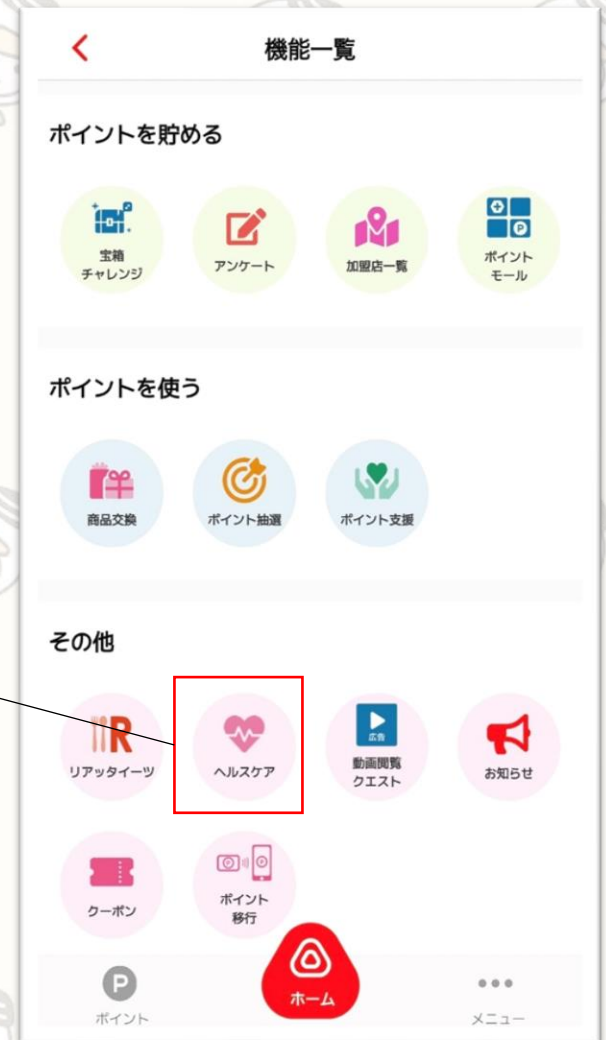 機能一覧
ポイントを貯める
宝箱
チャレンジ
アンケート
加盟店一覧
P
ポイント
モール
ポイントを使う
商品交換
ポイント抽選
ポイント支援
その他
R
リアッタイーツ
ヘルスケア
広告
動画閲覧
クエスト
お知らせ
クーポン
ポイント
移行
P
ポイント
ホーム
メニュー